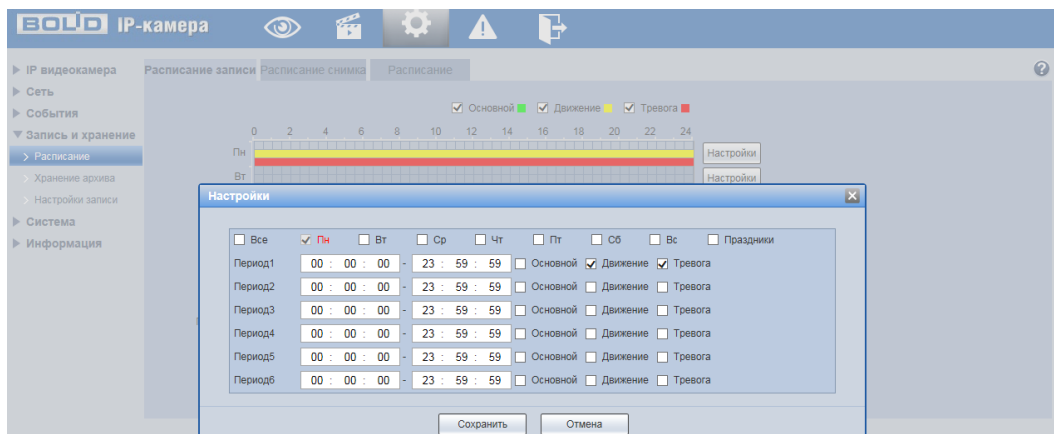 BOLID IP-камера
IP видеокамера
Сеть
События
Запись и хранение
Расписание
Хранение архива
Настройки записи
Система
Информация
Расписание записи Расписание снимка Расписание
Основной Движение Тревога
0 2 4 6 8 10 12 14 16 18 20 22 24
Пн Настройки
Вт Настройки
Настройки
Все Пн Вт Ср Чт Пт Сб Вс Праздники
Период1 00 : 00 : 00 - 23 : 59 : 59 Основной Движение Тревога
Период2 00 : 00 : 00 - 23 : 59 : 59 Основной Движение Тревога
Период3 00 : 00 : 00 - 23 : 59 : 59 Основной Движение Тревога
Период4 00 : 00 : 00 - 23 : 59 : 59 Основной Движение Тревога
Период5 00 : 00 : 00 - 23 : 59 : 59 Основной Движение Тревога
Период6 00 : 00 : 00 - 23 : 59 : 59 Основной Движение Тревога
Сохранить Отмена